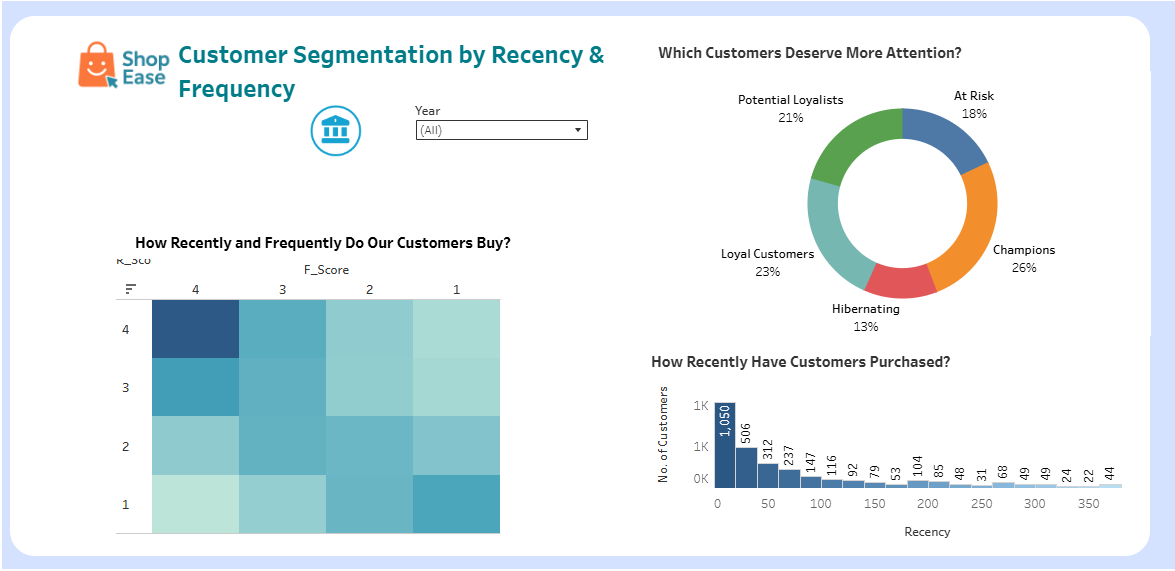 Shop
Ease
Customer Segmentation by Recency &
Frequency
Year
(All)
How Recently and Frequently Do Our Customers Buy?
R_Sco
F_Score
4 3 2 1
4
3
2
1
Which Customers Deserve More Attention?
Potential Loyalists
21%
At Risk
18%
Loyal Customers
23%
Champions
26%
Hibernating
13%
How Recently Have Customers Purchased?
No. of Customers
1K
1K
0K
1,050 506 312 237 147 116 92 79 53 104 85 48 31 68 49 49 24 22 44
0 50 100 150 200 250 300 350
Recency